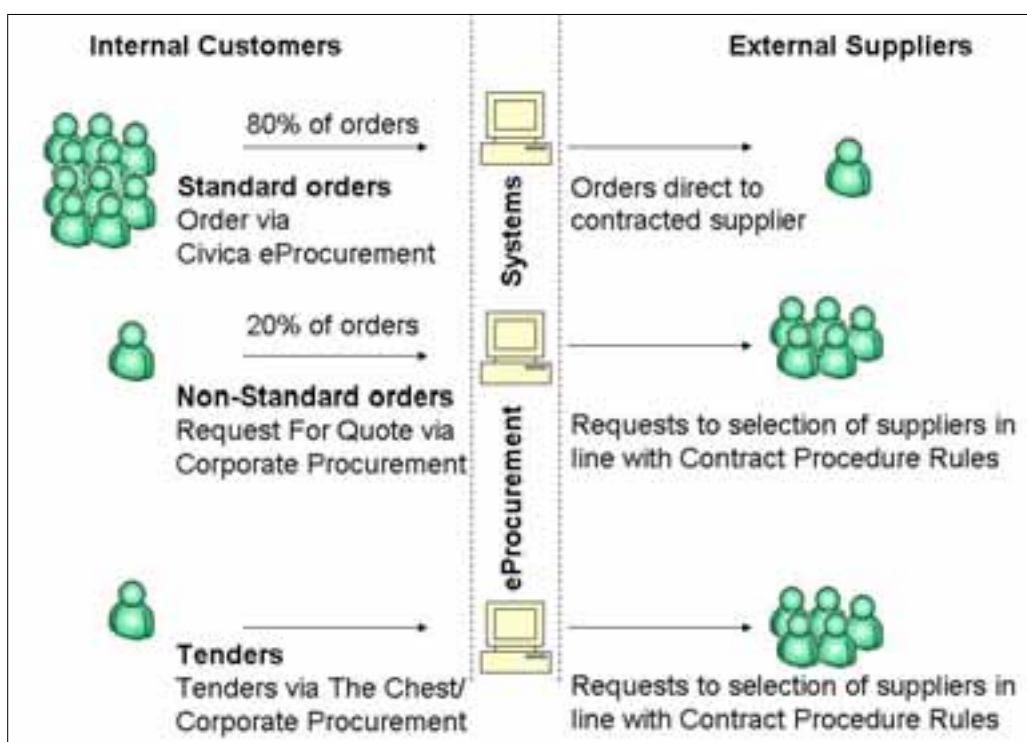 Internal Customers
External Suppliers
80% of orders
Standard orders
Order via
Civica eProcurement
Orders direct to
contracted supplier
20% of orders
Non-Standard orders
Request For Quote via
Corporate Procurement
Requests to selection of suppliers in
line with Contract Procedure Rules
Tenders
Tenders via The Chest/
Corporate Procurement
Requests to selection of suppliers in
line with Contract Procedure Rules
eProcurement Systems